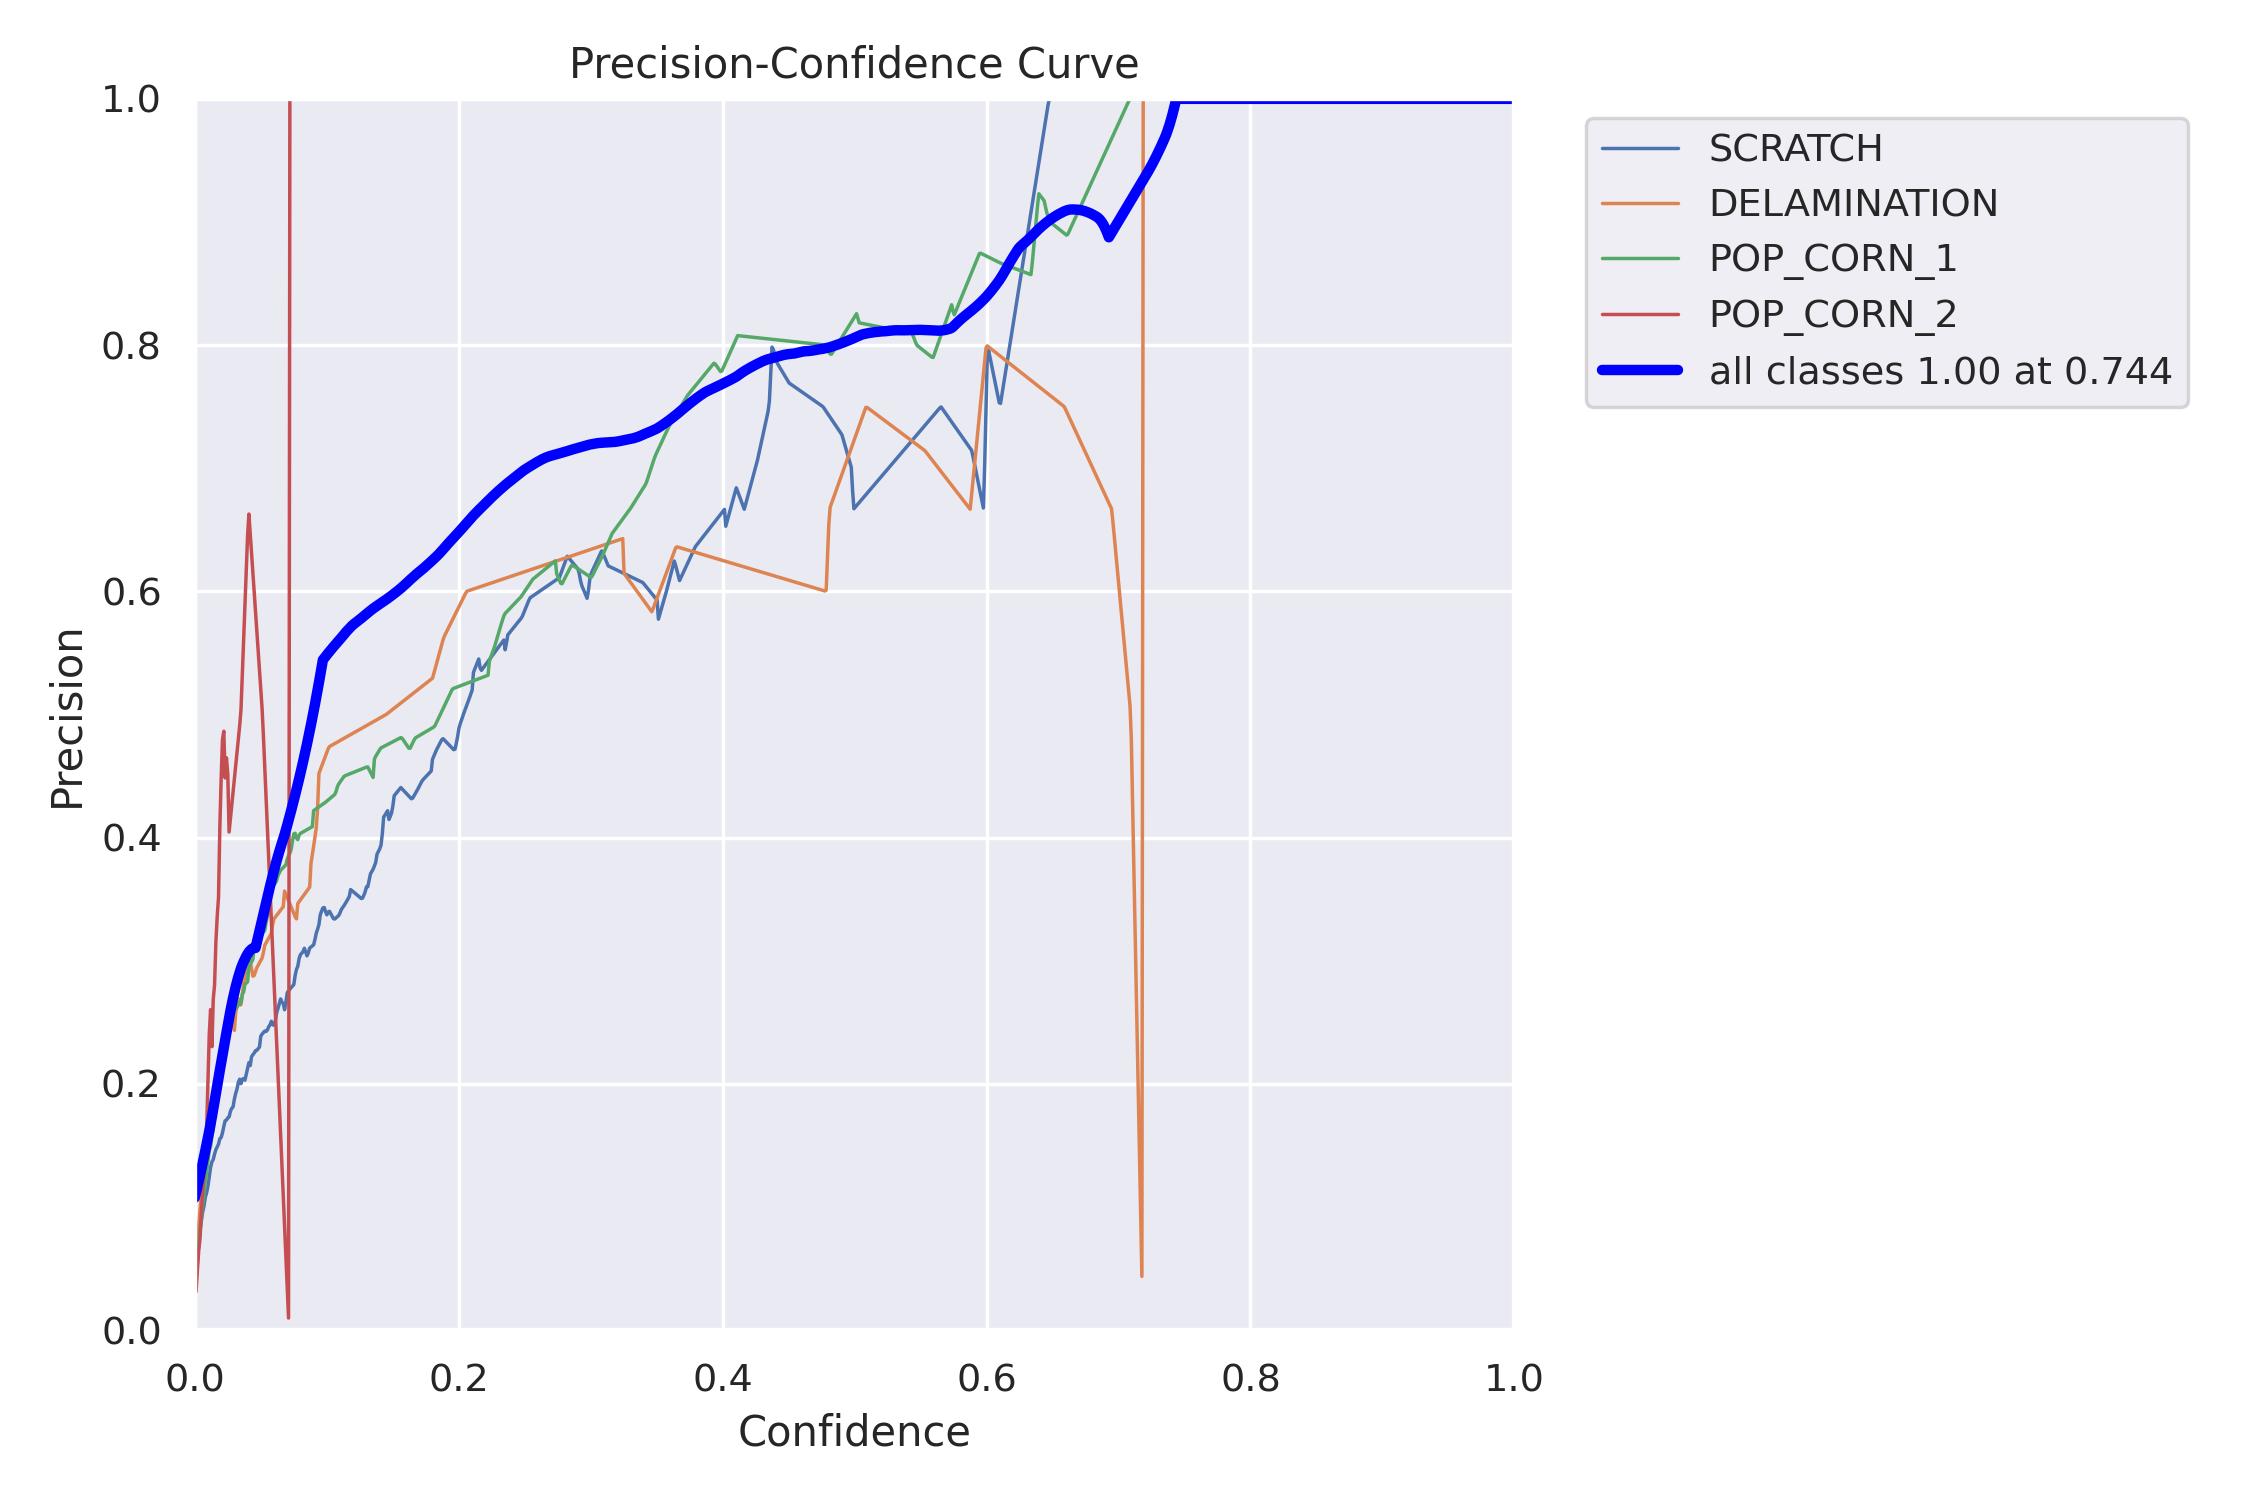 Precision-Confidence Curve
1.0
0.8
0.6
0.4
0.2
0.0
Precision
0.0 0.2 0.4 0.6 0.8 1.0
Confidence
SCRATCH
DELAMINATION
POP_CORN_1
POP_CORN_2
all classes 1.00 at 0.744